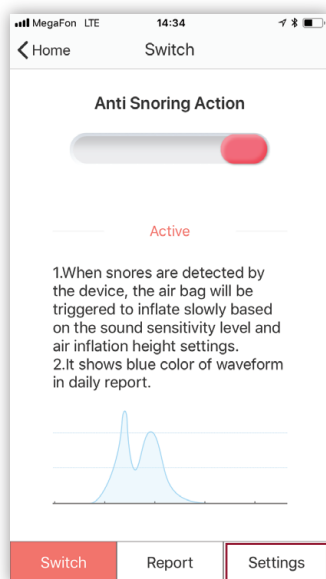 MegaFon LTE 14:34
Home Switch
Anti Snoring Action
Active
1.When snores are detected by
the device, the air bag will be
triggered to inflate slowly based
on the sound sensitivity level and
air inflation height settings.
2.It shows blue color of waveform
in daily report.
Switch Report Settings